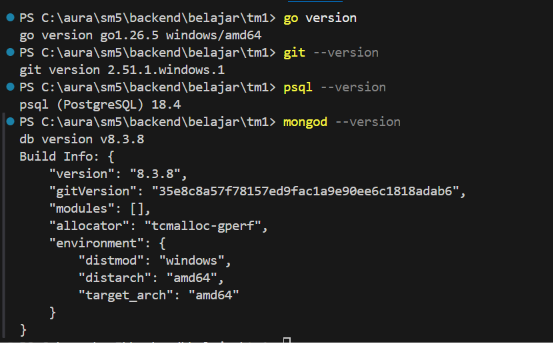 PS C:\aura\sm5\backend\belajar\tm1> go version
go version go1.26.5 windows/amd64
PS C:\aura\sm5\backend\belajar\tm1> git --version
git version 2.51.1.windows.1
PS C:\aura\sm5\backend\belajar\tm1> psql --version
psql (PostgreSQL) 18.4
PS C:\aura\sm5\backend\belajar\tm1> mongod --version
db version v8.3.8
Build Info: {
    "version": "8.3.8",
    "gitVersion": "35e8c8a57f78157ed9fac1a9e90ee6c1818adab6",
    "modules": [],
    "allocator": "tcmalloc-gperf",
    "environment": {
        "distmod": "windows",
        "distarch": "amd64",
        "target_arch": "amd64"
    }
}